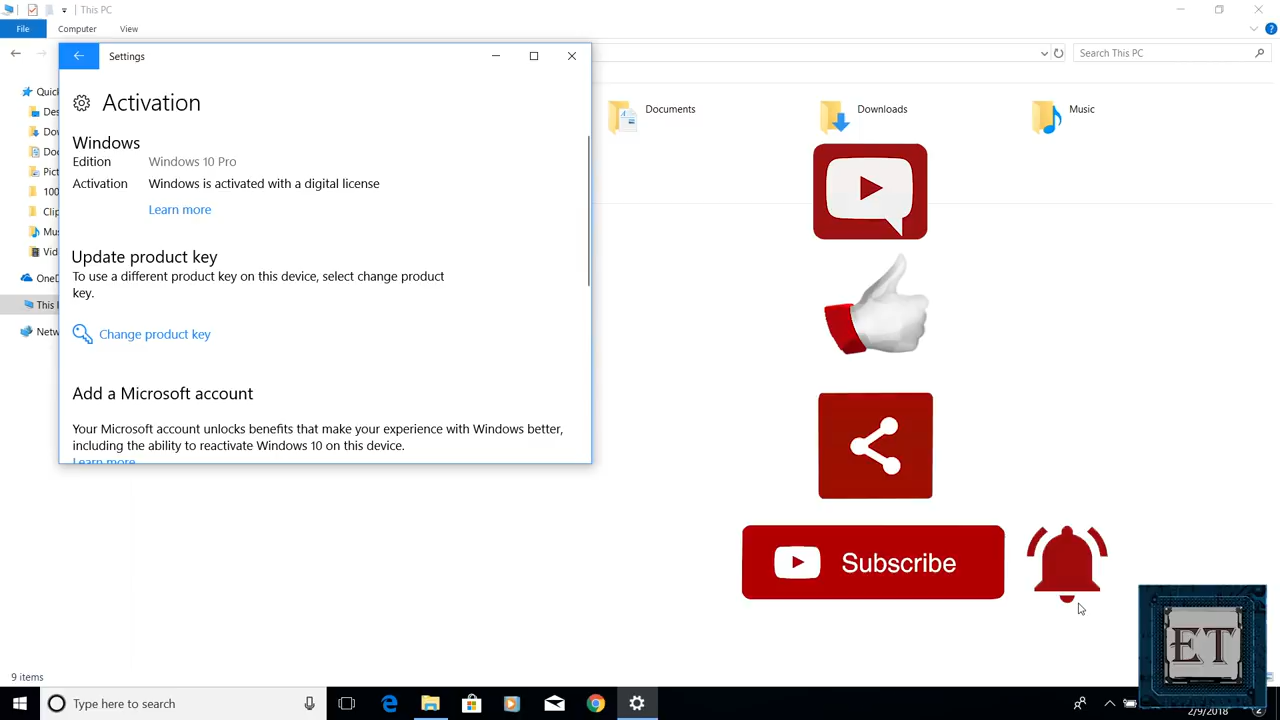 This PC
File
Computer
View
Search This PC
Settings
Activation
Windows
Edition
Windows 10 Pro
Activation
Windows is activated with a digital license
Learn more
Update product key
To use a different product key on this device, select change product
key.
Change product key
Add a Microsoft account
Your Microsoft account unlocks benefits that make your experience with Windows better,
including the ability to reactivate Windows 10 on this device.
Learn more
Documents
Downloads
Music
Subscribe
ET
9 items
Type here to search
2/9/2018